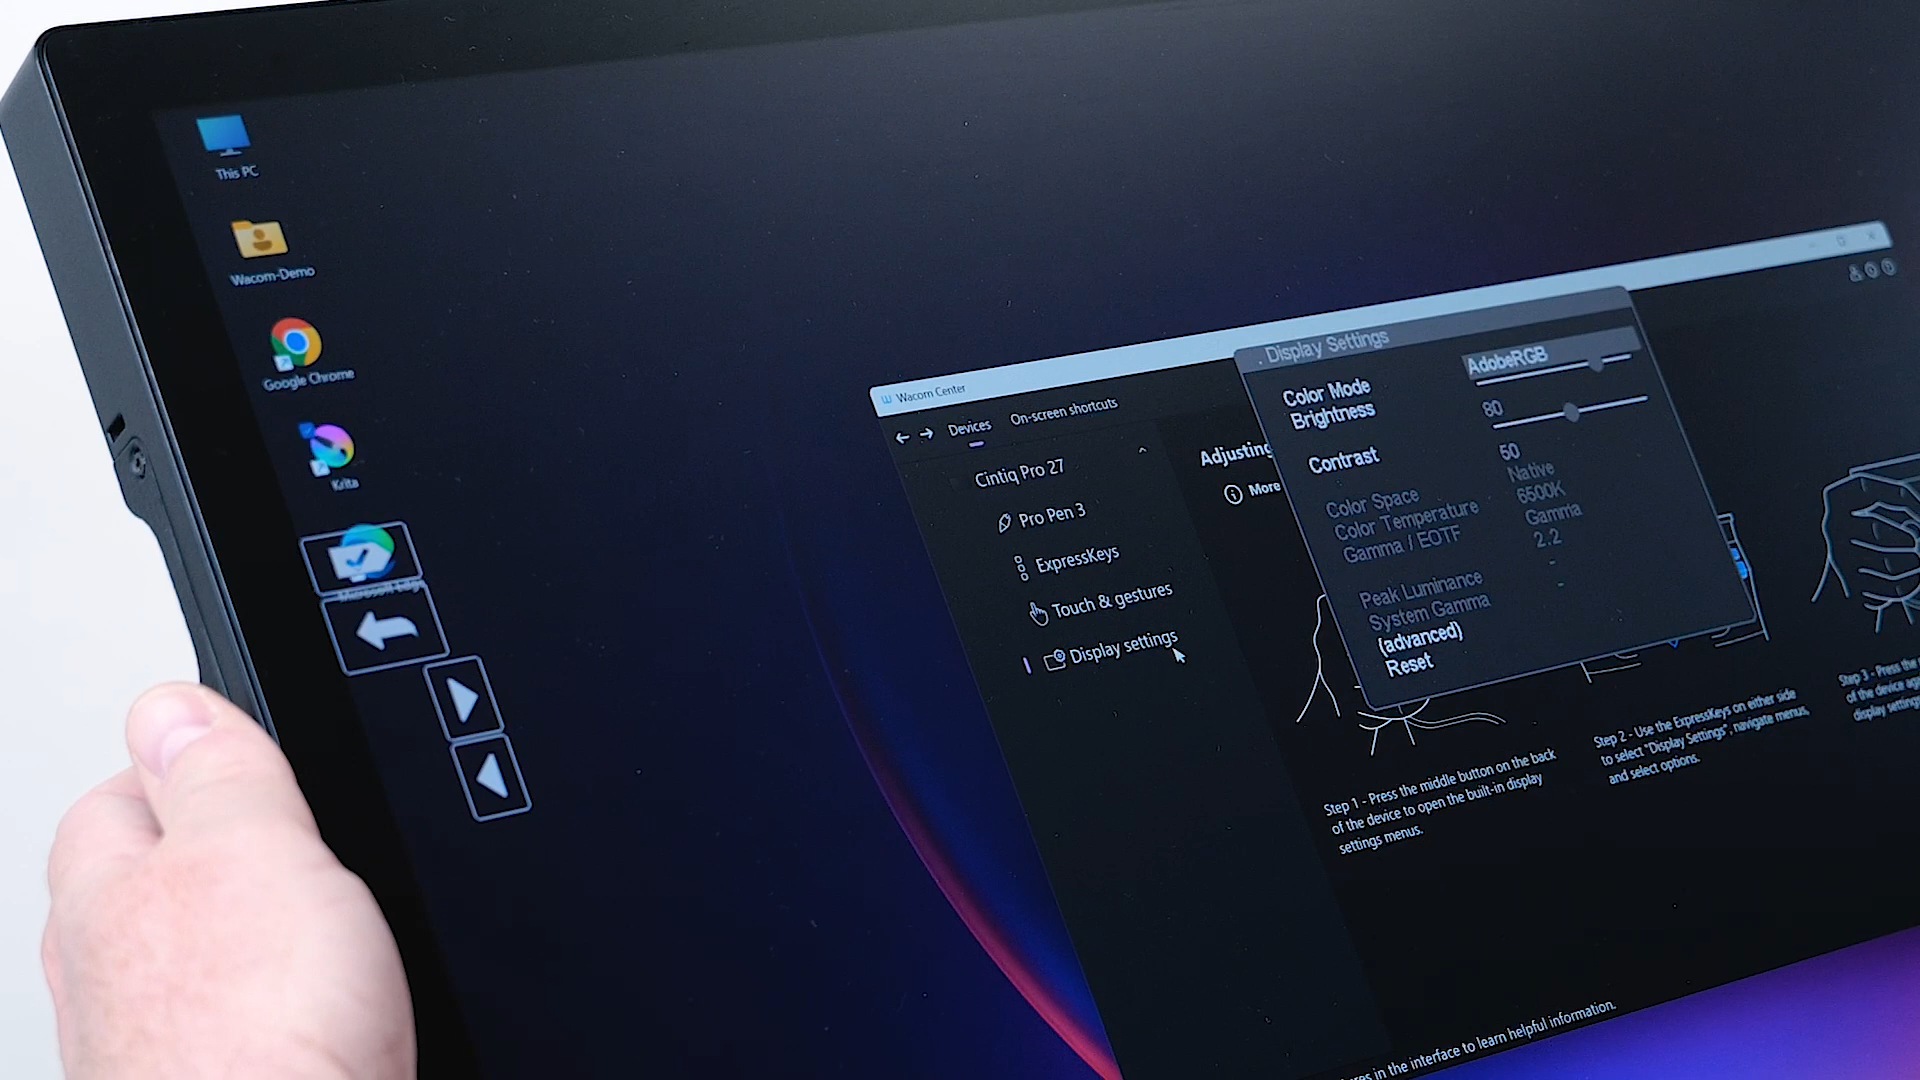 This PC
Wacom-Demo
Google Chrome
Krita
Microsoft Edge
Wacom Center
Devices
On-screen shortcuts
Cintiq Pro 27
Pro Pen 3
ExpressKeys
Touch & gestures
Display settings
Adjusting
More
Display Settings
Color Mode AdobeRGB
Brightness 80
Contrast 50
Color Space Native
Color Temperature 6500K
Gamma / EOTF Gamma
2.2
Peak Luminance -
System Gamma -
(advanced)
Reset
Step 1 - Press the middle button on the back
of the device to open the built-in display
settings menus.
Step 2 - Use the ExpressKeys on either side
to select "Display Settings", navigate menus,
and select options.
Step 3 - Press the
of the device
display
in the interface to learn helpful information.